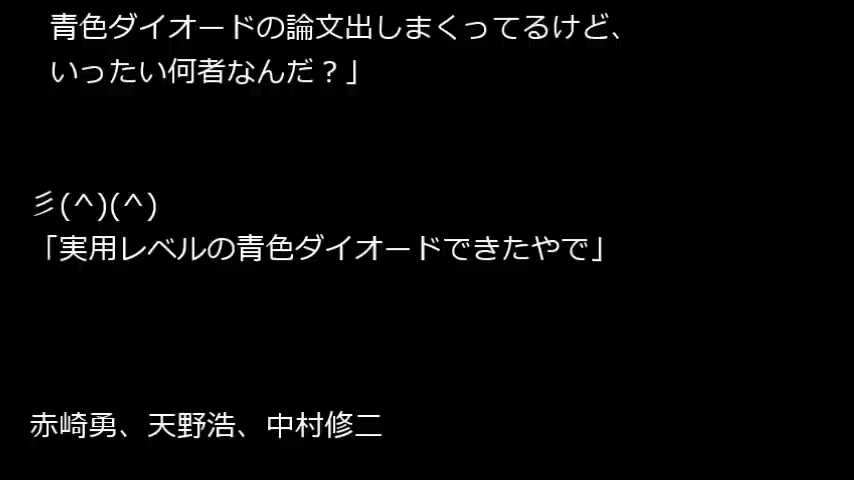 青色ダイオードの論文出しまくってるけど、
いったい何者なんだ？」
彡(^)(^)
「実用レベルの青色ダイオードできたやで」
赤崎勇、天野浩、中村修二